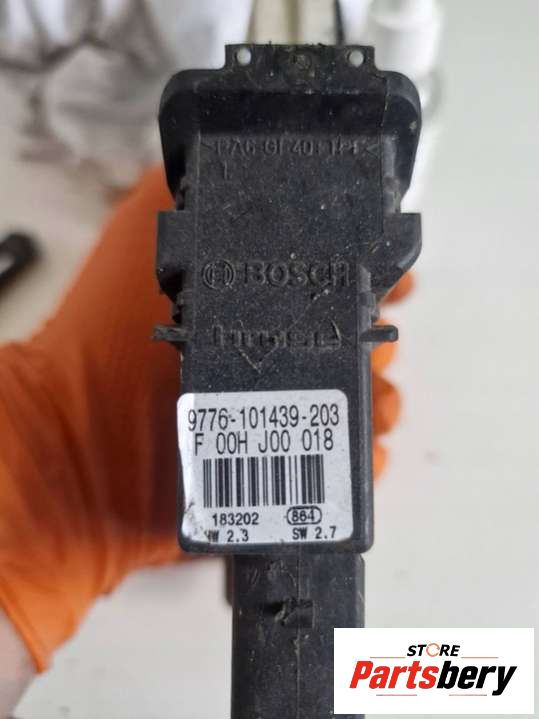 BOSCH
9776-101439-203
F 00H J00 018
183202 864
HW 2.3 SW 2.7
STORE
Partsbery